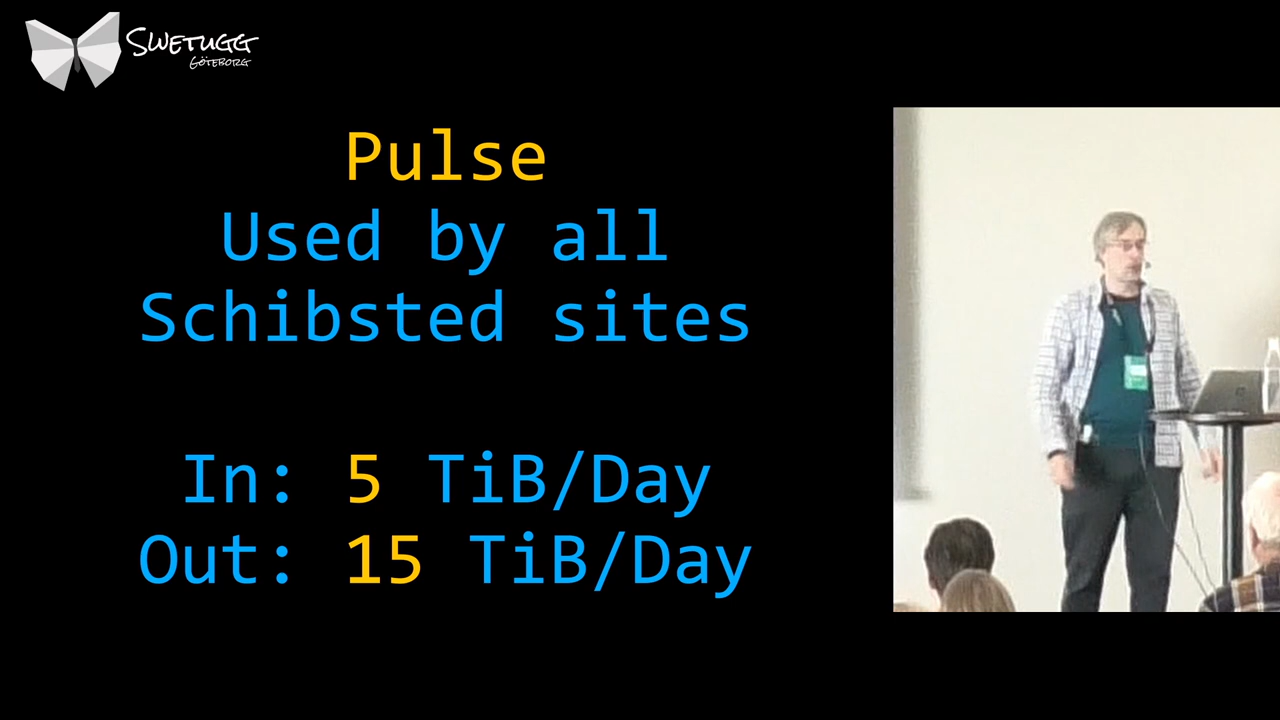 SWETUGG
GÖTEBORG
Pulse
Used by all
Schibsted sites
In: 5 TiB/Day
Out: 15 TiB/Day